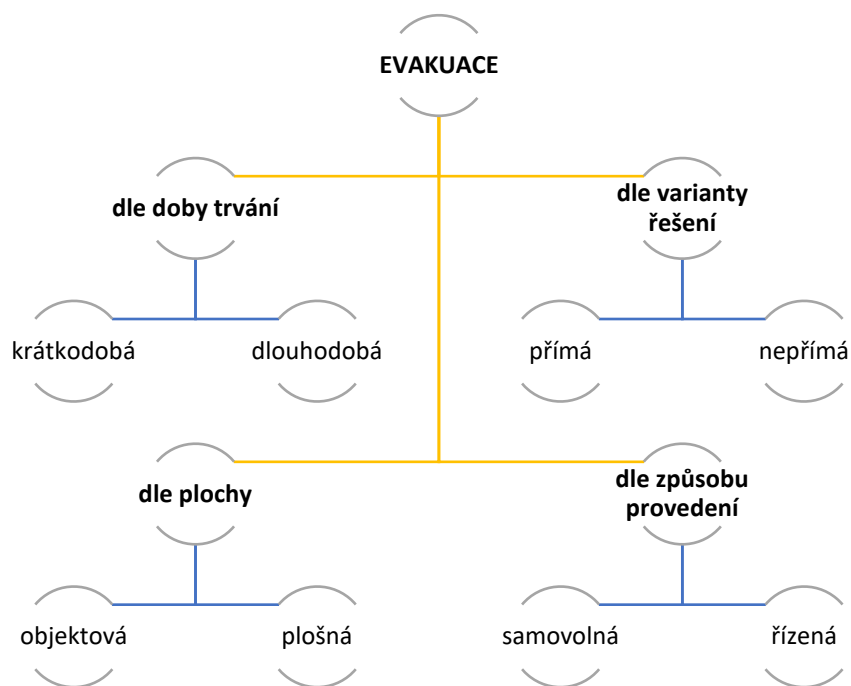 EVAKUACE
dle doby trvání
dle varianty
řešení
krátkodobá
dlouhodobá
přímá
nepřímá
dle plochy
dle způsobu
provedení
objektová
plošná
samovolná
řízená